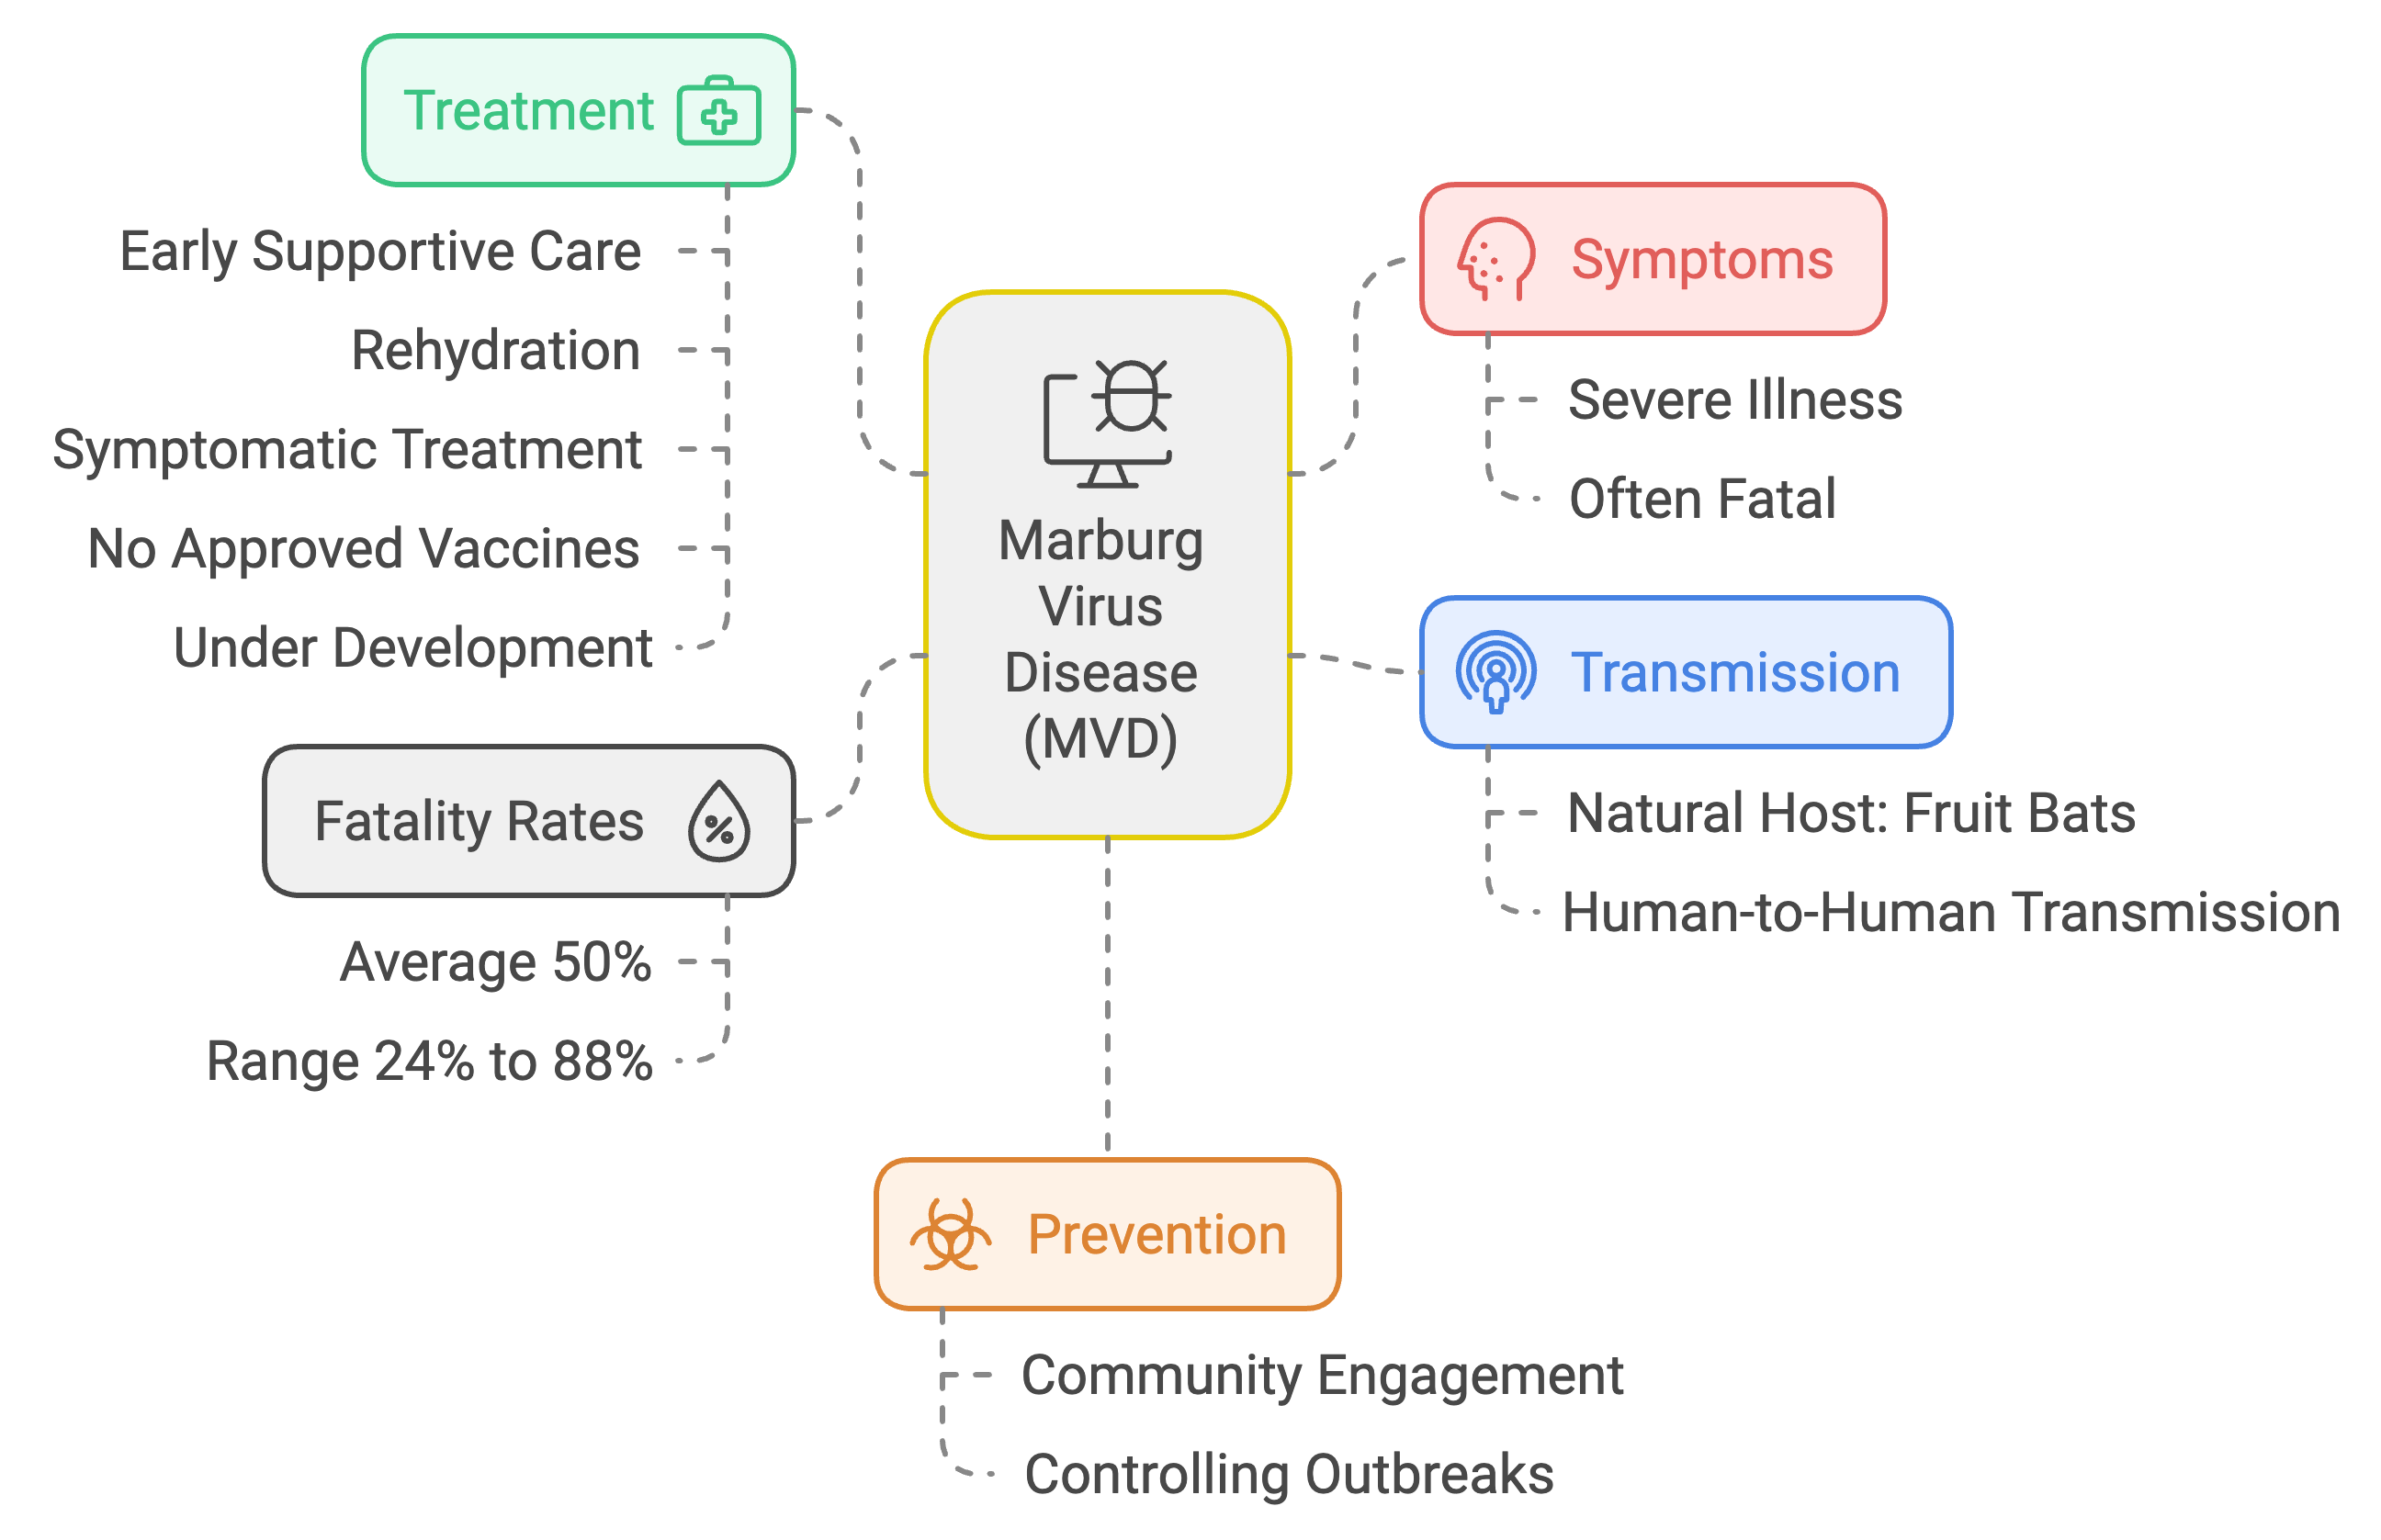 Treatment
Early Supportive Care
Rehydration
Symptomatic Treatment
No Approved Vaccines
Under Development
Fatality Rates
Average 50%
Range 24% to 88%
Marburg
Virus
Disease
(MVD)
Symptoms
Severe Illness
Often Fatal
Transmission
Natural Host: Fruit Bats
Human-to-Human Transmission
Prevention
Community Engagement
Controlling Outbreaks